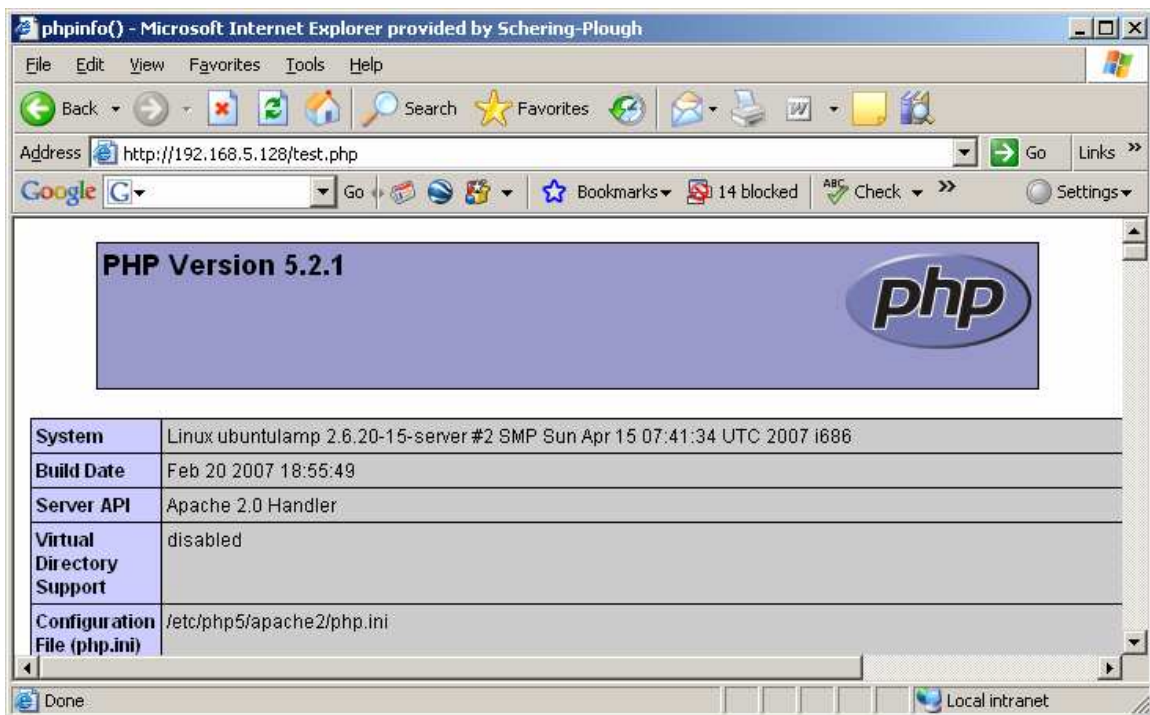 phpinfo() - Microsoft Internet Explorer provided by Schering-Plough
File Edit View Favorites Tools Help
Back Search Favorites
Address http://192.168.5.128/test.php Go Links »
Google G Go Bookmarks 14 blocked ABC Check » Settings
PHP Version 5.2.1
php
System Linux ubuntulamp 2.6.20-15-server #2 SMP Sun Apr 15 07:41:34 UTC 2007 i686
Build Date Feb 20 2007 18:55:49
Server API Apache 2.0 Handler
Virtual disabled
Directory
Support
Configuration /etc/php5/apache2/php.ini
File (php.ini)
Done Local intranet